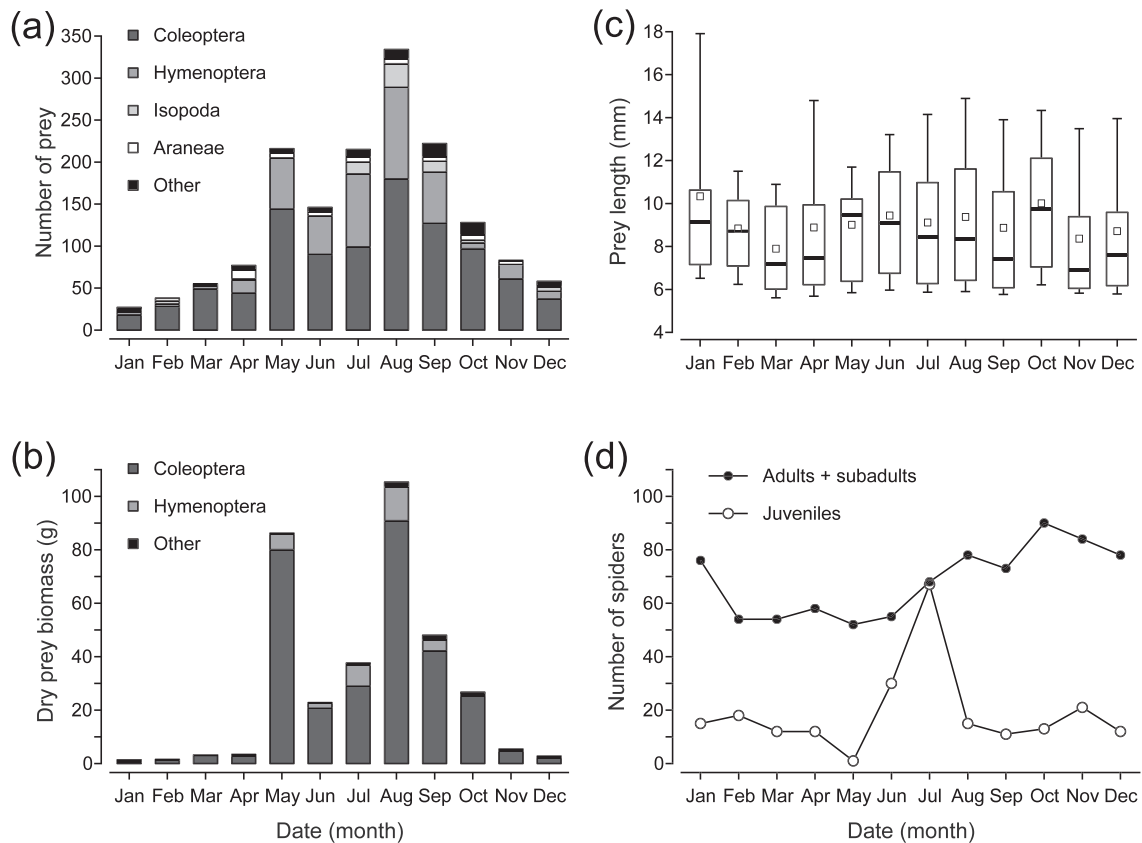 (a)
350
300
250
200
150
100
50
0
Number of prey
Coleoptera
Hymenoptera
Isopoda
Araneae
Other
Jan Feb Mar Apr May Jun Jul Aug Sep Oct Nov Dec
(c)
18
16
14
12
10
8
6
4
Prey length (mm)
Jan Feb Mar Apr May Jun Jul Aug Sep Oct Nov Dec
(b)
100
80
60
40
20
0
Dry prey biomass (g)
Coleoptera
Hymenoptera
Other
Jan Feb Mar Apr May Jun Jul Aug Sep Oct Nov Dec
Date (month)
(d)
100
80
60
40
20
0
Number of spiders
Adults + subadults
Juveniles
Jan Feb Mar Apr May Jun Jul Aug Sep Oct Nov Dec
Date (month)